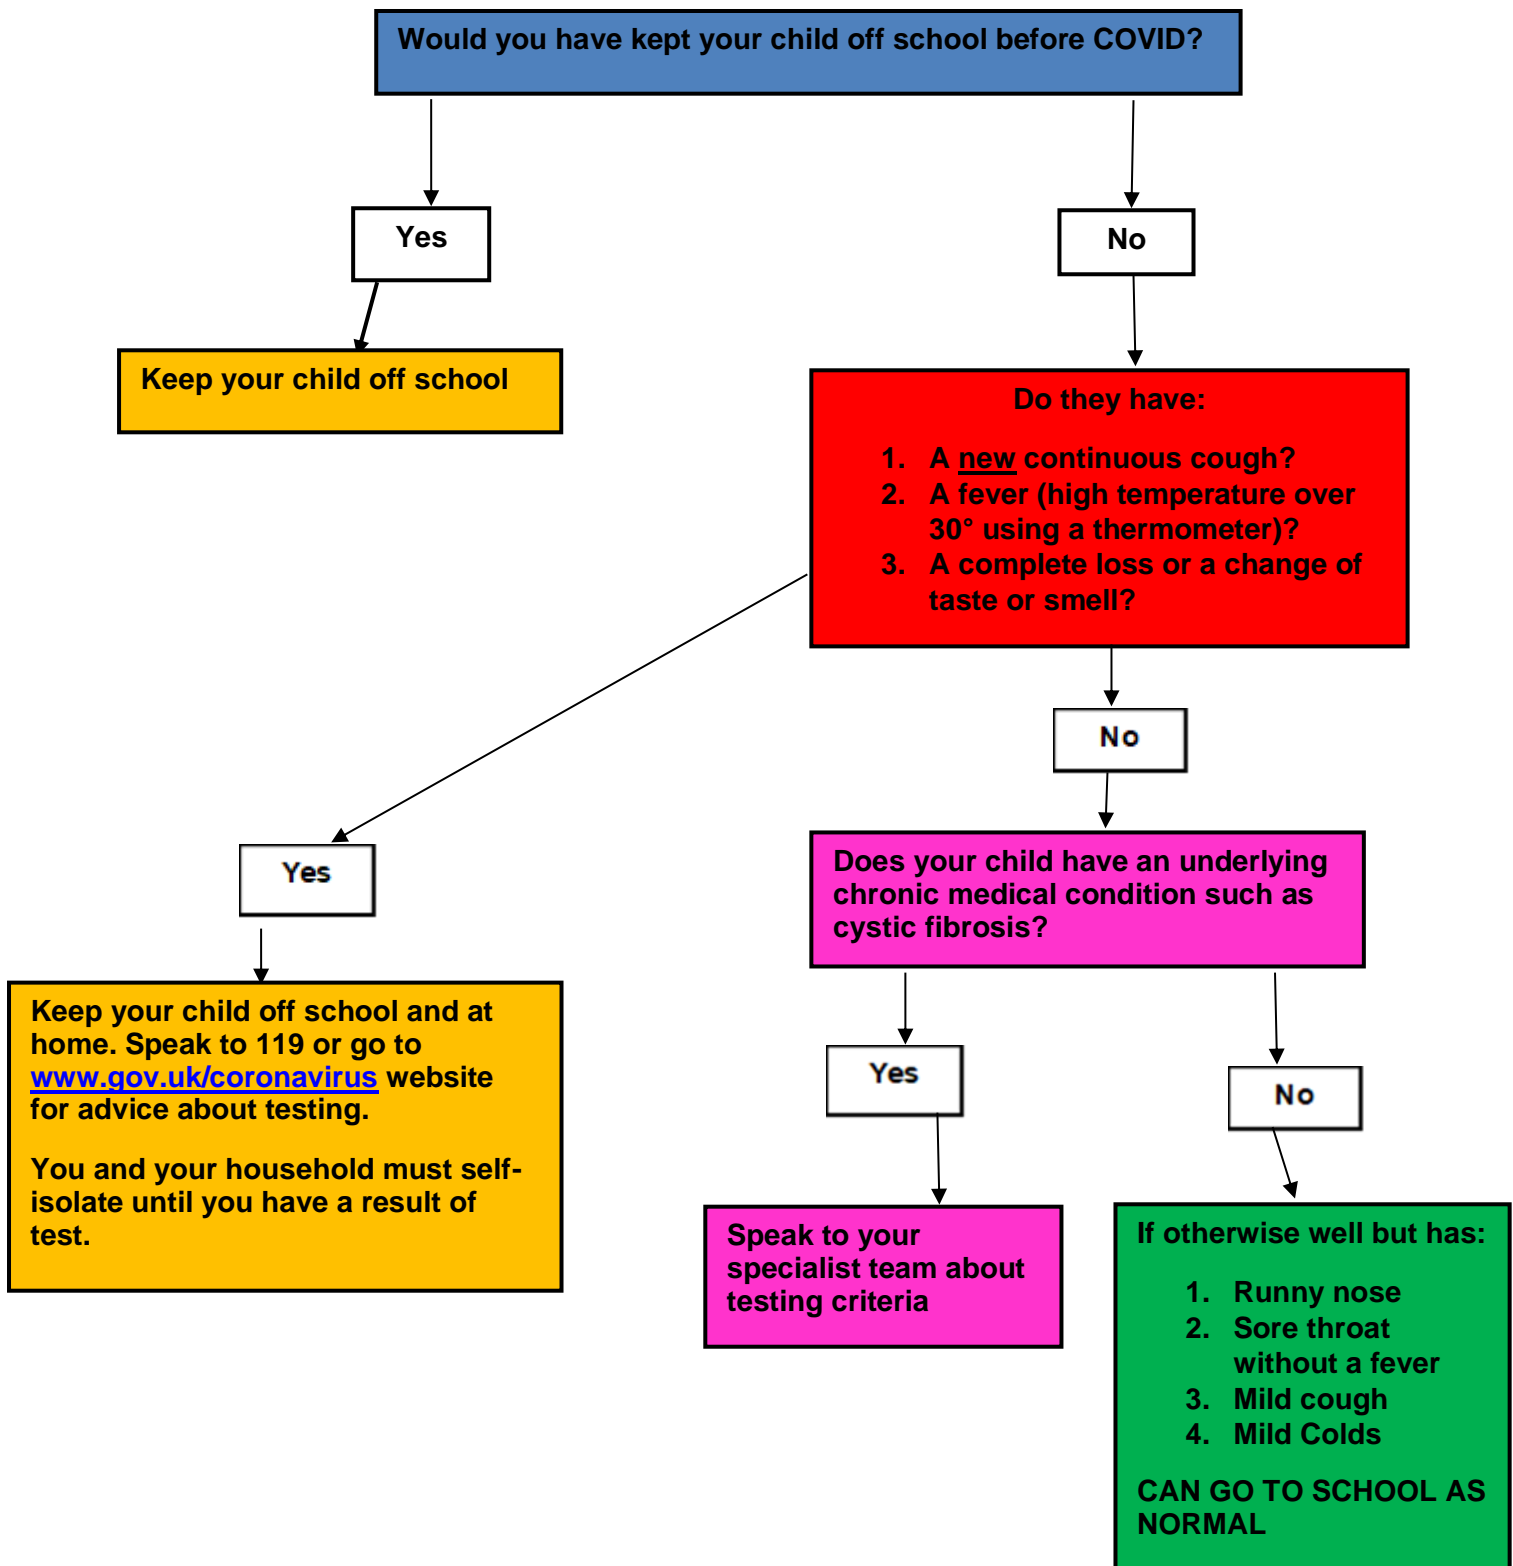 Would you have kept your child off school before COVID?
Yes
No
Keep your child off school
Do they have:
1. A new continuous cough?
2. A fever (high temperature over
30° using a thermometer)?
3. A complete loss or a change of
taste or smell?
No
Yes
Does your child have an underlying
chronic medical condition such as
cystic fibrosis?
Keep your child off school and at
home. Speak to 119 or go to
www.gov.uk/coronavirus website
for advice about testing.
You and your household must self-
isolate until you have a result of
test.
Yes
No
Speak to your
specialist team about
testing criteria
If otherwise well but has:
1. Runny nose
2. Sore throat
without a fever
3. Mild cough
4. Mild Colds
CAN GO TO SCHOOL AS
NORMAL